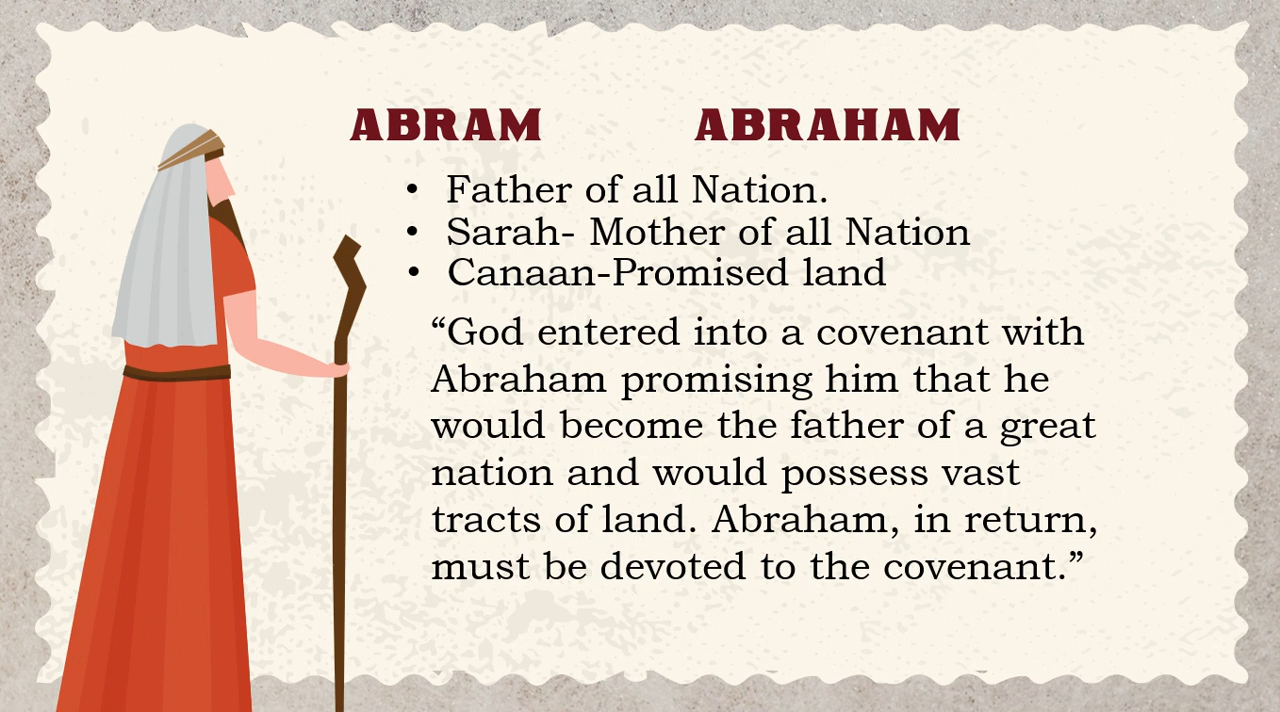 ABRAM ABRAHAM
• Father of all Nation.
• Sarah- Mother of all Nation
• Canaan-Promised land
“God entered into a covenant with
Abraham promising him that he
would become the father of a great
nation and would possess vast
tracts of land. Abraham, in return,
must be devoted to the covenant.”